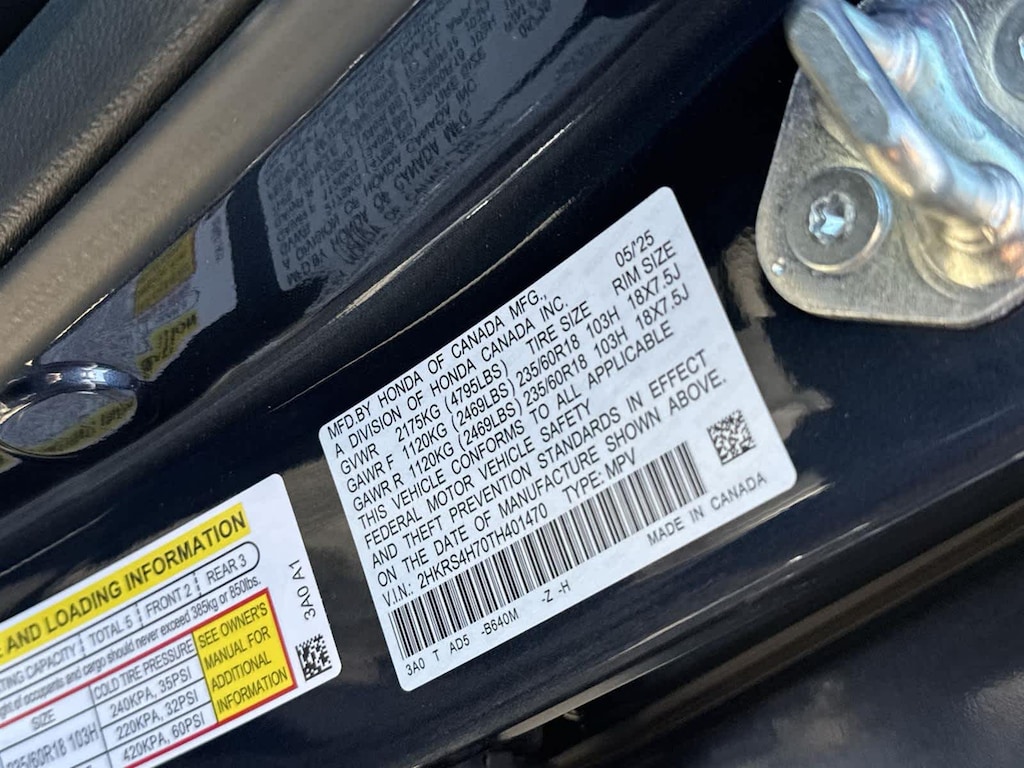 MFD.BY HONDA OF CANADA MFG.,
A DIVISION OF HONDA CANADA INC. 05/'25
GVWR 2175KG (4795LBS) TIRE SIZE RIM SIZE
GAWR F 1120KG (2469LBS) 235/60R18 103H 18X7.5J
GAWR R 1120KG (2469LBS) 235/60R18 103H 18X7.5J
THIS VEHICLE CONFORMS TO ALL APPLICABLE
FEDERAL MOTOR VEHICLE SAFETY
AND THEFT PREVENTION STANDARDS IN EFFECT
ON THE DATE OF MANUFACTURE SHOWN ABOVE.
V.I.N.: 2HKRS4H70TH401470 TYPE: MPV
3A0 T AD5 -B640M -Z -H MADE IN CANADA
AND LOADING INFORMATION
CAPACITY TOTAL 5 FRONT 2 REAR 3
of occupants and cargo should never exceed 385kg or 850lbs.
SIZE COLD TIRE PRESSURE SEE OWNER'S
235/60R18 103H 240KPA, 35PSI MANUAL FOR
220KPA, 32PSI ADDITIONAL
420KPA, 60PSI INFORMATION
3A0 A1